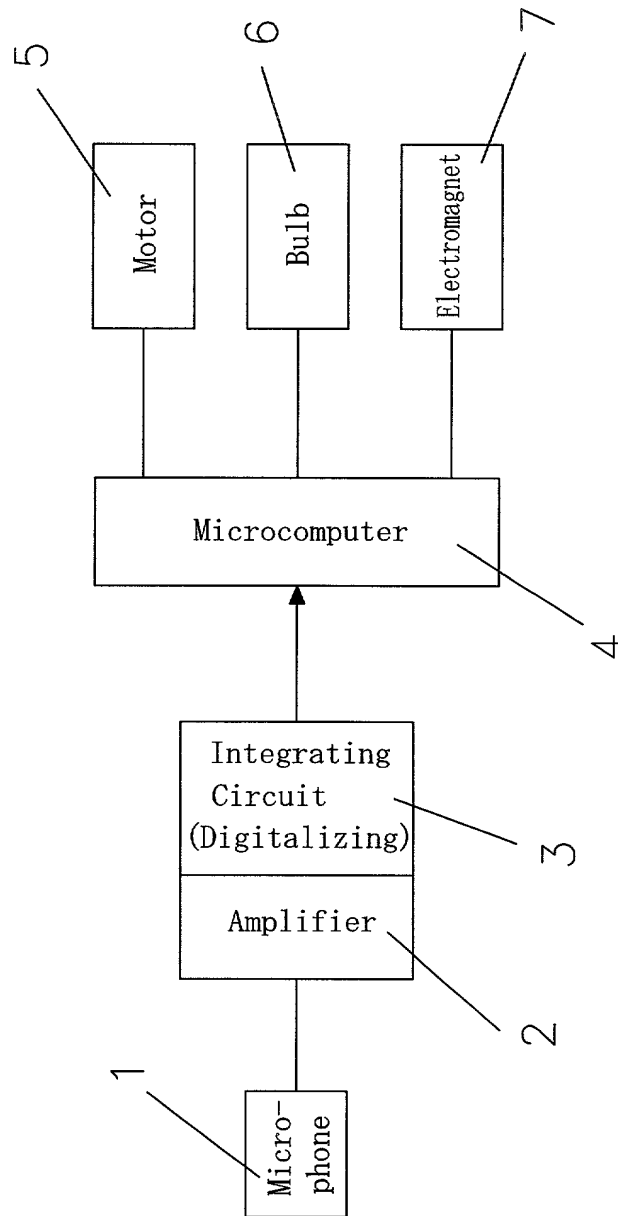 5
6
7
Motor
Bulb
Electromagnet
Microcomputer
4
Integrating
Circuit
(Digitalizing)
3
Amplifier
2
1
Micro-
phone